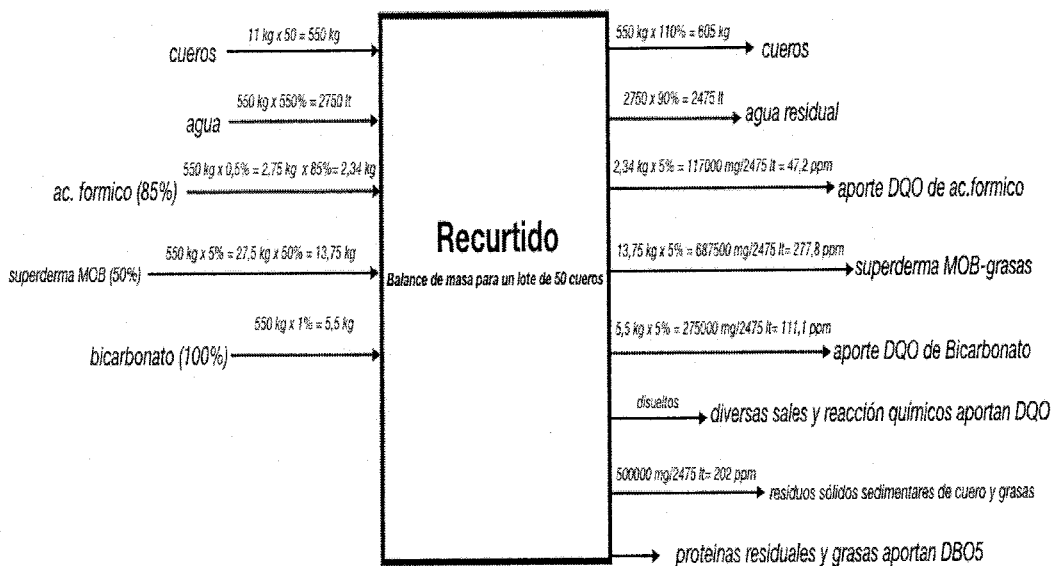 11 kg x 50 = 550 kg
cueros
550 kg x 550% = 2750 lt
agua
550 kg x 0,5% = 2,75 kg x 85%= 2,34 kg
ac. formico (85%)
550 kg x 5% = 27,5 kg x 50% = 13,75 kg
superderma MOB (50%)
550 kg x 1% = 5,5 kg
bicarbonato (100%)
Recurtido
Balance de masa para un lote de 50 cueros
550 kg x 110% = 605 kg
cueros
2750 x 90% = 2475 lt
agua residual
2,34 kg x 5% = 117000 mg/2475 lt = 47,2 ppm
aporte DQO de ac.formico
13,75 kg x 5% = 687500 mg/2475 lt= 277,8 ppm
superderma MOB-grasas
5,5 kg x 5% = 275000 mg/2475 lt= 111,1 ppm
aporte DQO de Bicarbonato
disueltos
diversas sales y reacción químicos aportan DQO
500000 mg/2475 lt= 202 ppm
residuos sólidos sedimentares de cuero y grasas
proteínas residuales y grasas aportan DBO5